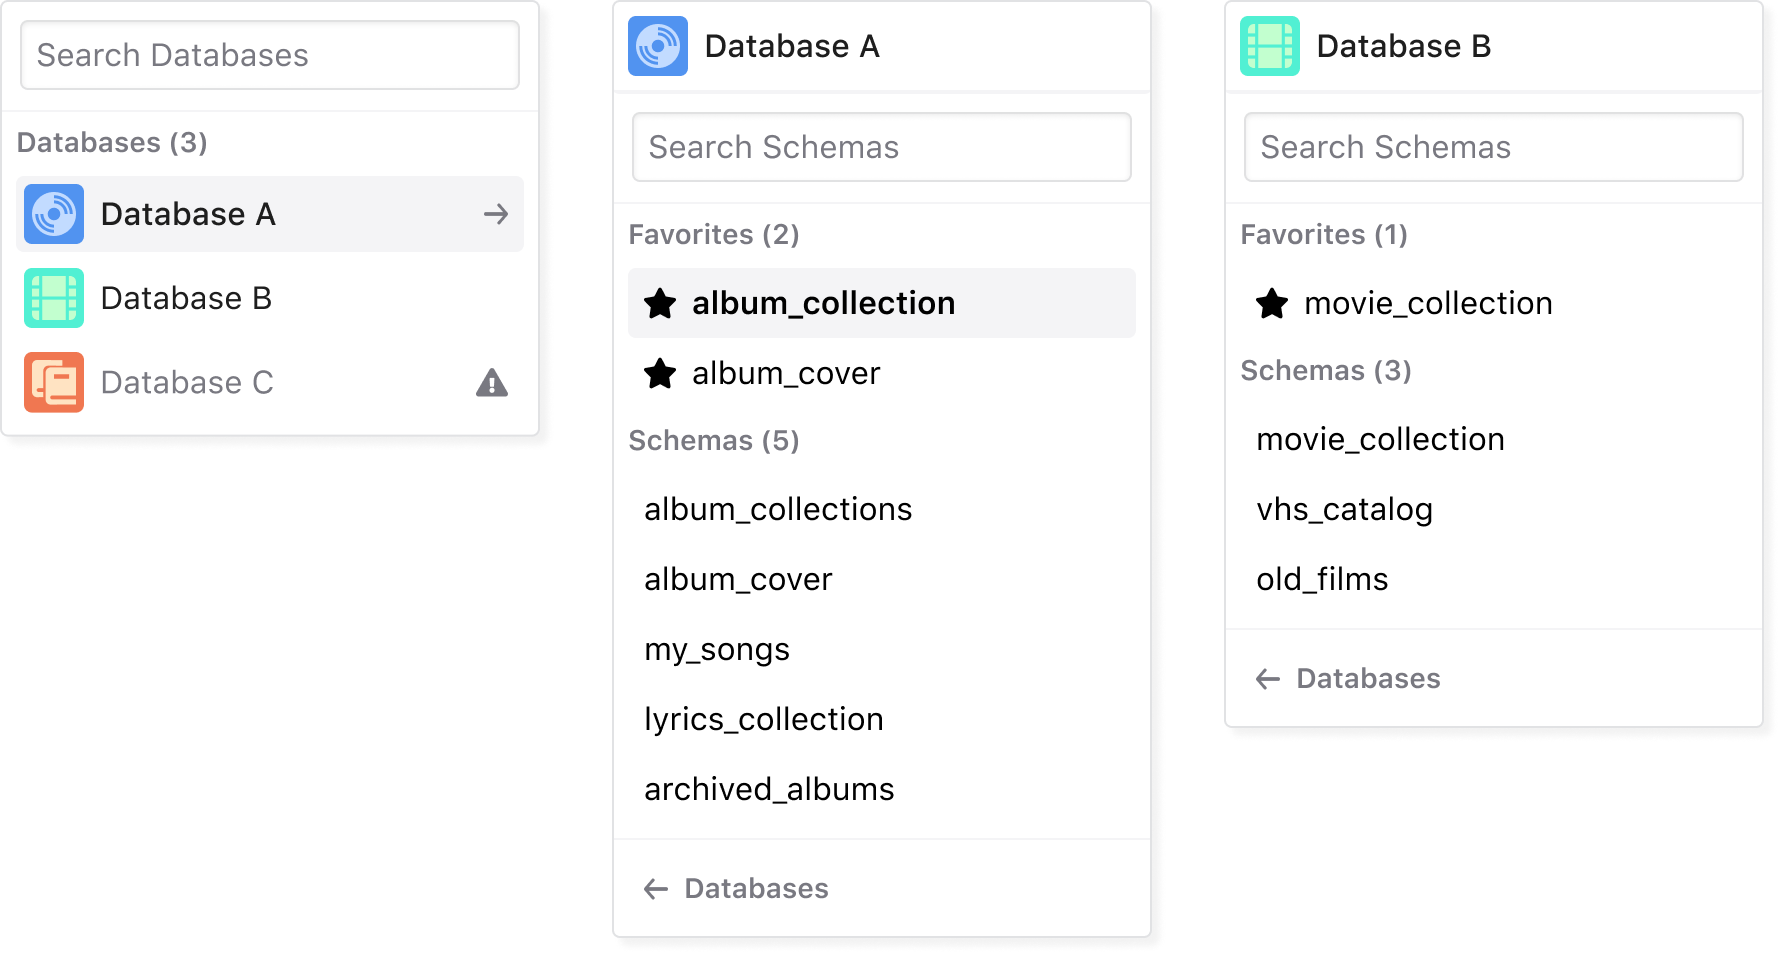 Search Databases
Databases (3)
Database A
Database B
Database C
Database A
Search Schemas
Favorites (2)
album_collection
album_cover
Schemas (5)
album_collections
album_cover
my_songs
lyrics_collection
archived_albums
Databases
Database B
Search Schemas
Favorites (1)
movie_collection
Schemas (3)
movie_collection
vhs_catalog
old_films
Databases